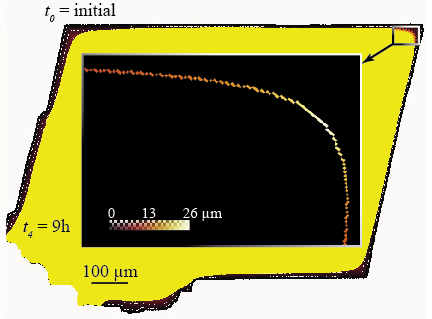 t₀ = initial
0 13 26 µm
t₄ = 9h
100 µm